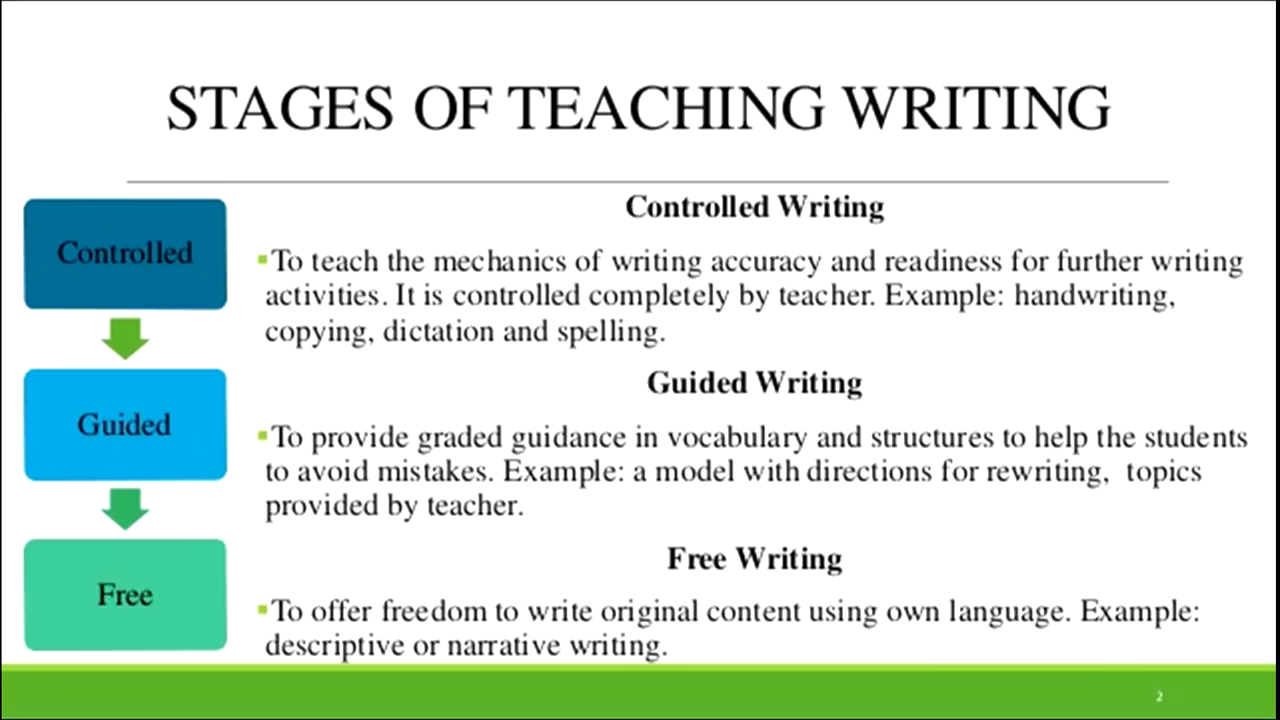 STAGES OF TEACHING WRITING
Controlled
Controlled Writing
▪To teach the mechanics of writing accuracy and readiness for further writing
activities. It is controlled completely by teacher. Example: handwriting,
copying, dictation and spelling.
Guided
Guided Writing
▪To provide graded guidance in vocabulary and structures to help the students
to avoid mistakes. Example: a model with directions for rewriting, topics
provided by teacher.
Free
Free Writing
▪To offer freedom to write original content using own language. Example:
descriptive or narrative writing.
2